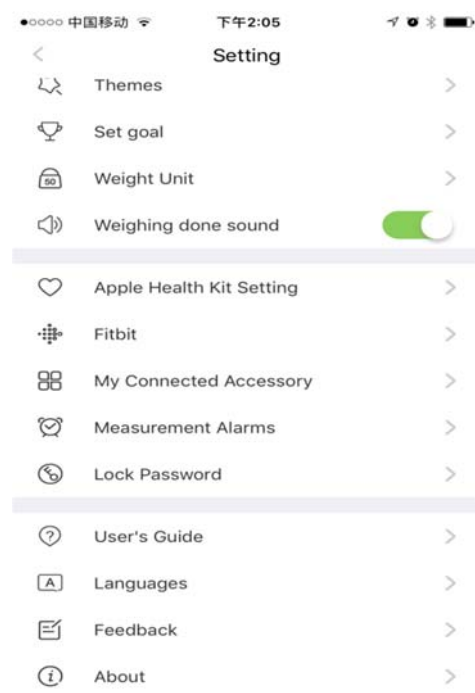 中国移动 下午2:05
Setting
Themes
Set goal
50 Weight Unit
Weighing done sound
Apple Health Kit Setting
Fitbit
My Connected Accessory
Measurement Alarms
Lock Password
? User's Guide
A Languages
Feedback
i About